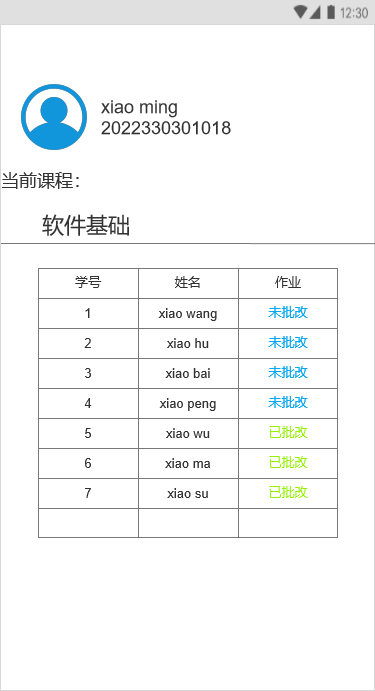 12:30
xiao ming
2022330301018
当前课程：
软件基础
学号 姓名 作业
1 xiao wang 未批改
2 xiao hu 未批改
3 xiao bai 未批改
4 xiao peng 未批改
5 xiao wu 已批改
6 xiao ma 已批改
7 xiao su 已批改